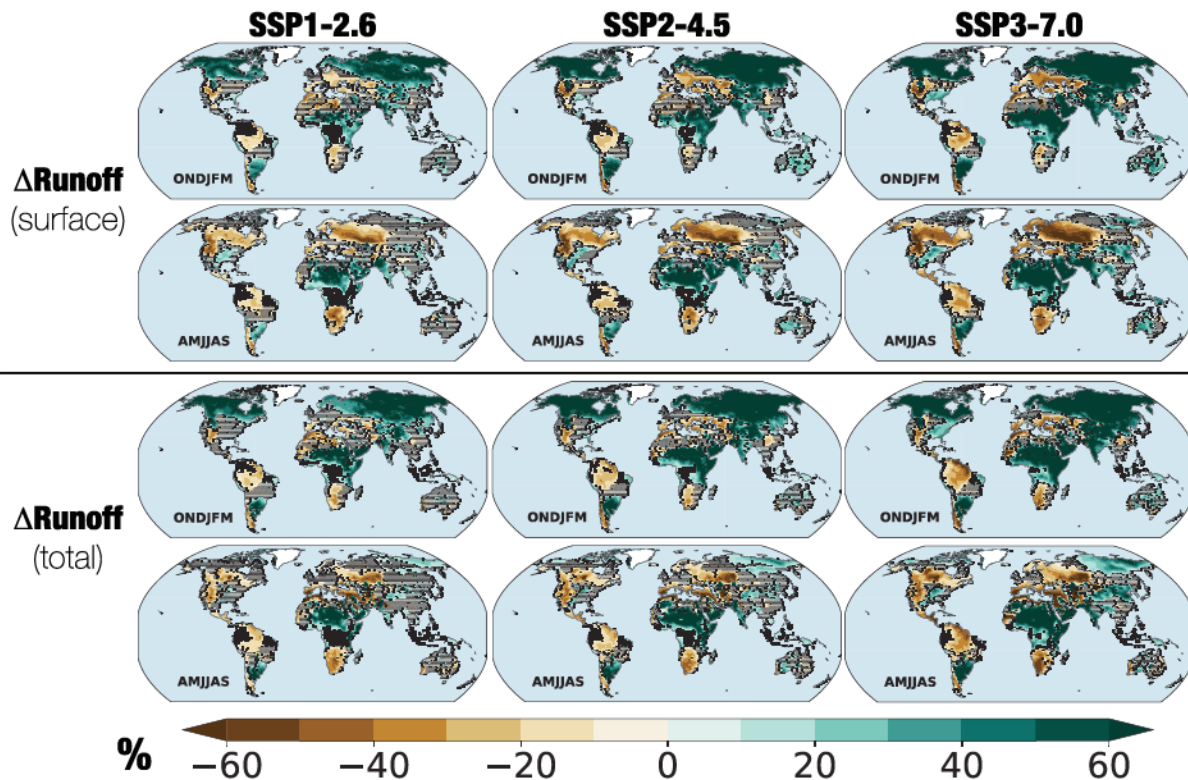 SSP1-2.6 SSP2-4.5 SSP3-7.0
ΔRunoff
(surface)
ONDJFM ONDJFM ONDJFM
AMJJAS AMJJAS AMJJAS
ΔRunoff
(total)
ONDJFM ONDJFM ONDJFM
AMJJAS AMJJAS AMJJAS
% −60 −40 −20 0 20 40 60